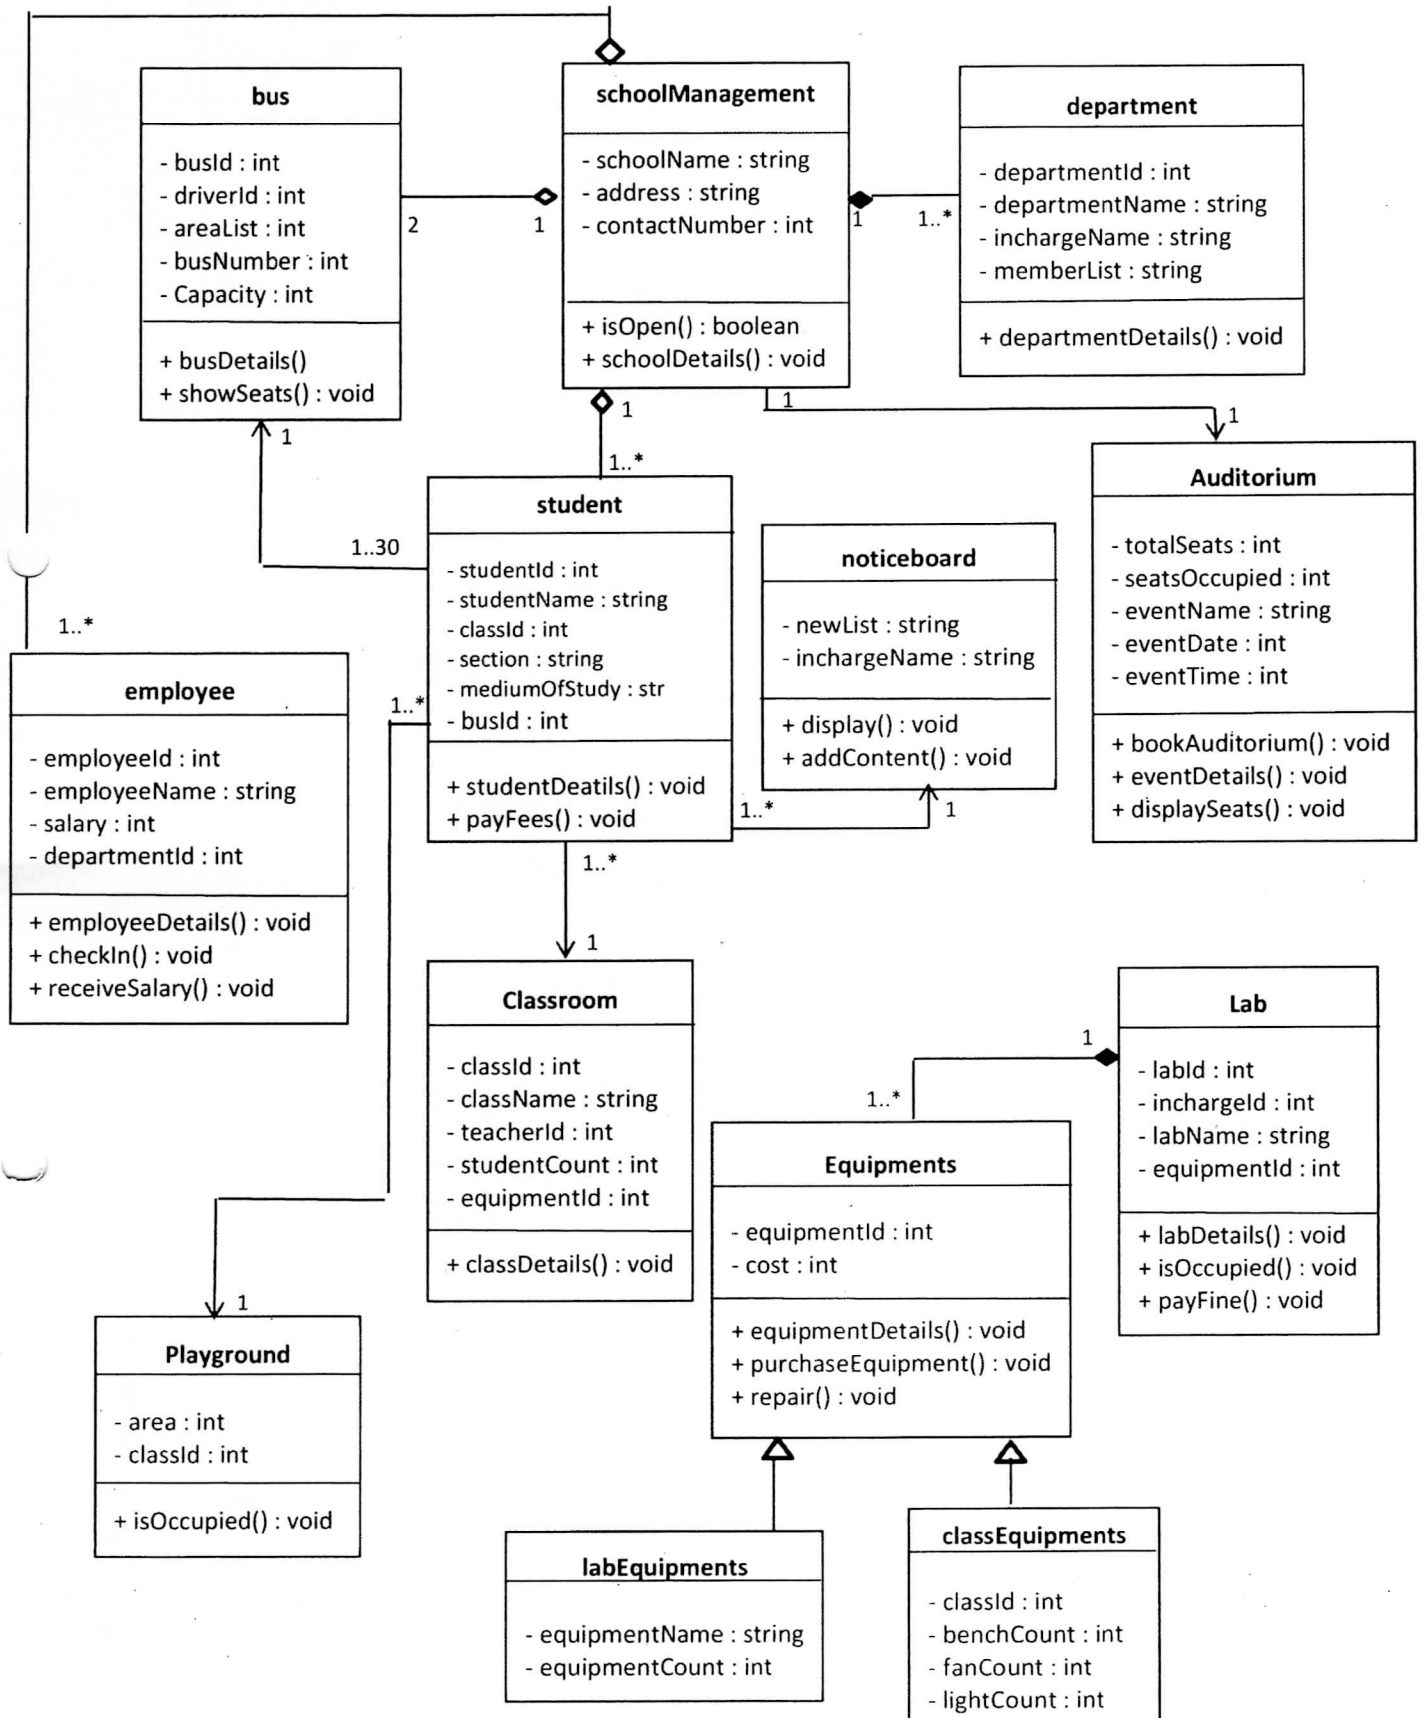 bus
- busId : int
- driverId : int
- areaList : int
- busNumber : int
- Capacity : int
+ busDetails()
+ showSeats() : void
2
1
schoolManagement
- schoolName : string
- address : string
- contactNumber : int
+ isOpen() : boolean
+ schoolDetails() : void
1
1..*
department
- departmentId : int
- departmentName : string
- inchargeName : string
- memberList : string
+ departmentDetails() : void
1
1..*
1
1
1
1..30
Auditorium
- totalSeats : int
- seatsOccupied : int
- eventName : string
- eventDate : int
- eventTime : int
+ bookAuditorium() : void
+ eventDetails() : void
+ displaySeats() : void
student
- studentId : int
- studentName : string
- classId : int
- section : string
- mediumOfStudy : str
- busId : int
+ studentDeatils() : void
+ payFees() : void
noticeboard
- newList : string
- inchargeName : string
+ display() : void
+ addContent() : void
1..*
1
1..*
employee
- employeeId : int
- employeeName : string
- salary : int
- departmentId : int
+ employeeDetails() : void
+ checkIn() : void
+ receiveSalary() : void
1..*
1..*
1
Classroom
- classId : int
- className : string
- teacherId : int
- studentCount : int
- equipmentId : int
+ classDetails() : void
Lab
- labId : int
- inchargeId : int
- labName : string
- equipmentId : int
+ labDetails() : void
+ isOccupied() : void
+ payFine() : void
1
1..*
Equipments
- equipmentId : int
- cost : int
+ equipmentDetails() : void
+ purchaseEquipment() : void
+ repair() : void
1
Playground
- area : int
- classId : int
+ isOccupied() : void
labEquipments
- equipmentName : string
- equipmentCount : int
classEquipments
- classId : int
- benchCount : int
- fanCount : int
- lightCount : int